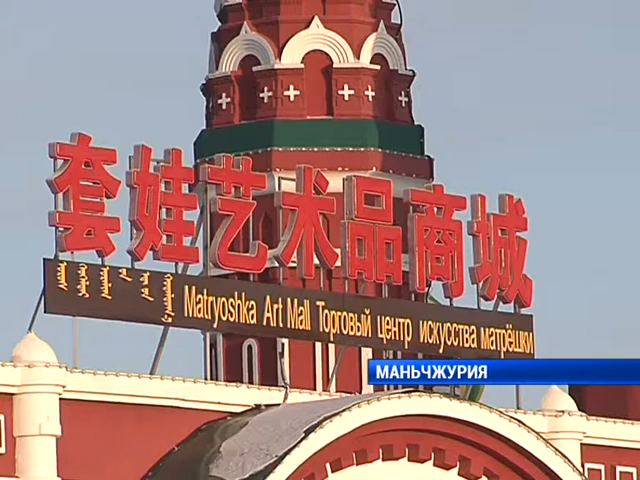 套娃艺术品商城
Matryoshka Art Mall Торговый центр искусства матрёшки
МАНЬЧЖУРИЯ